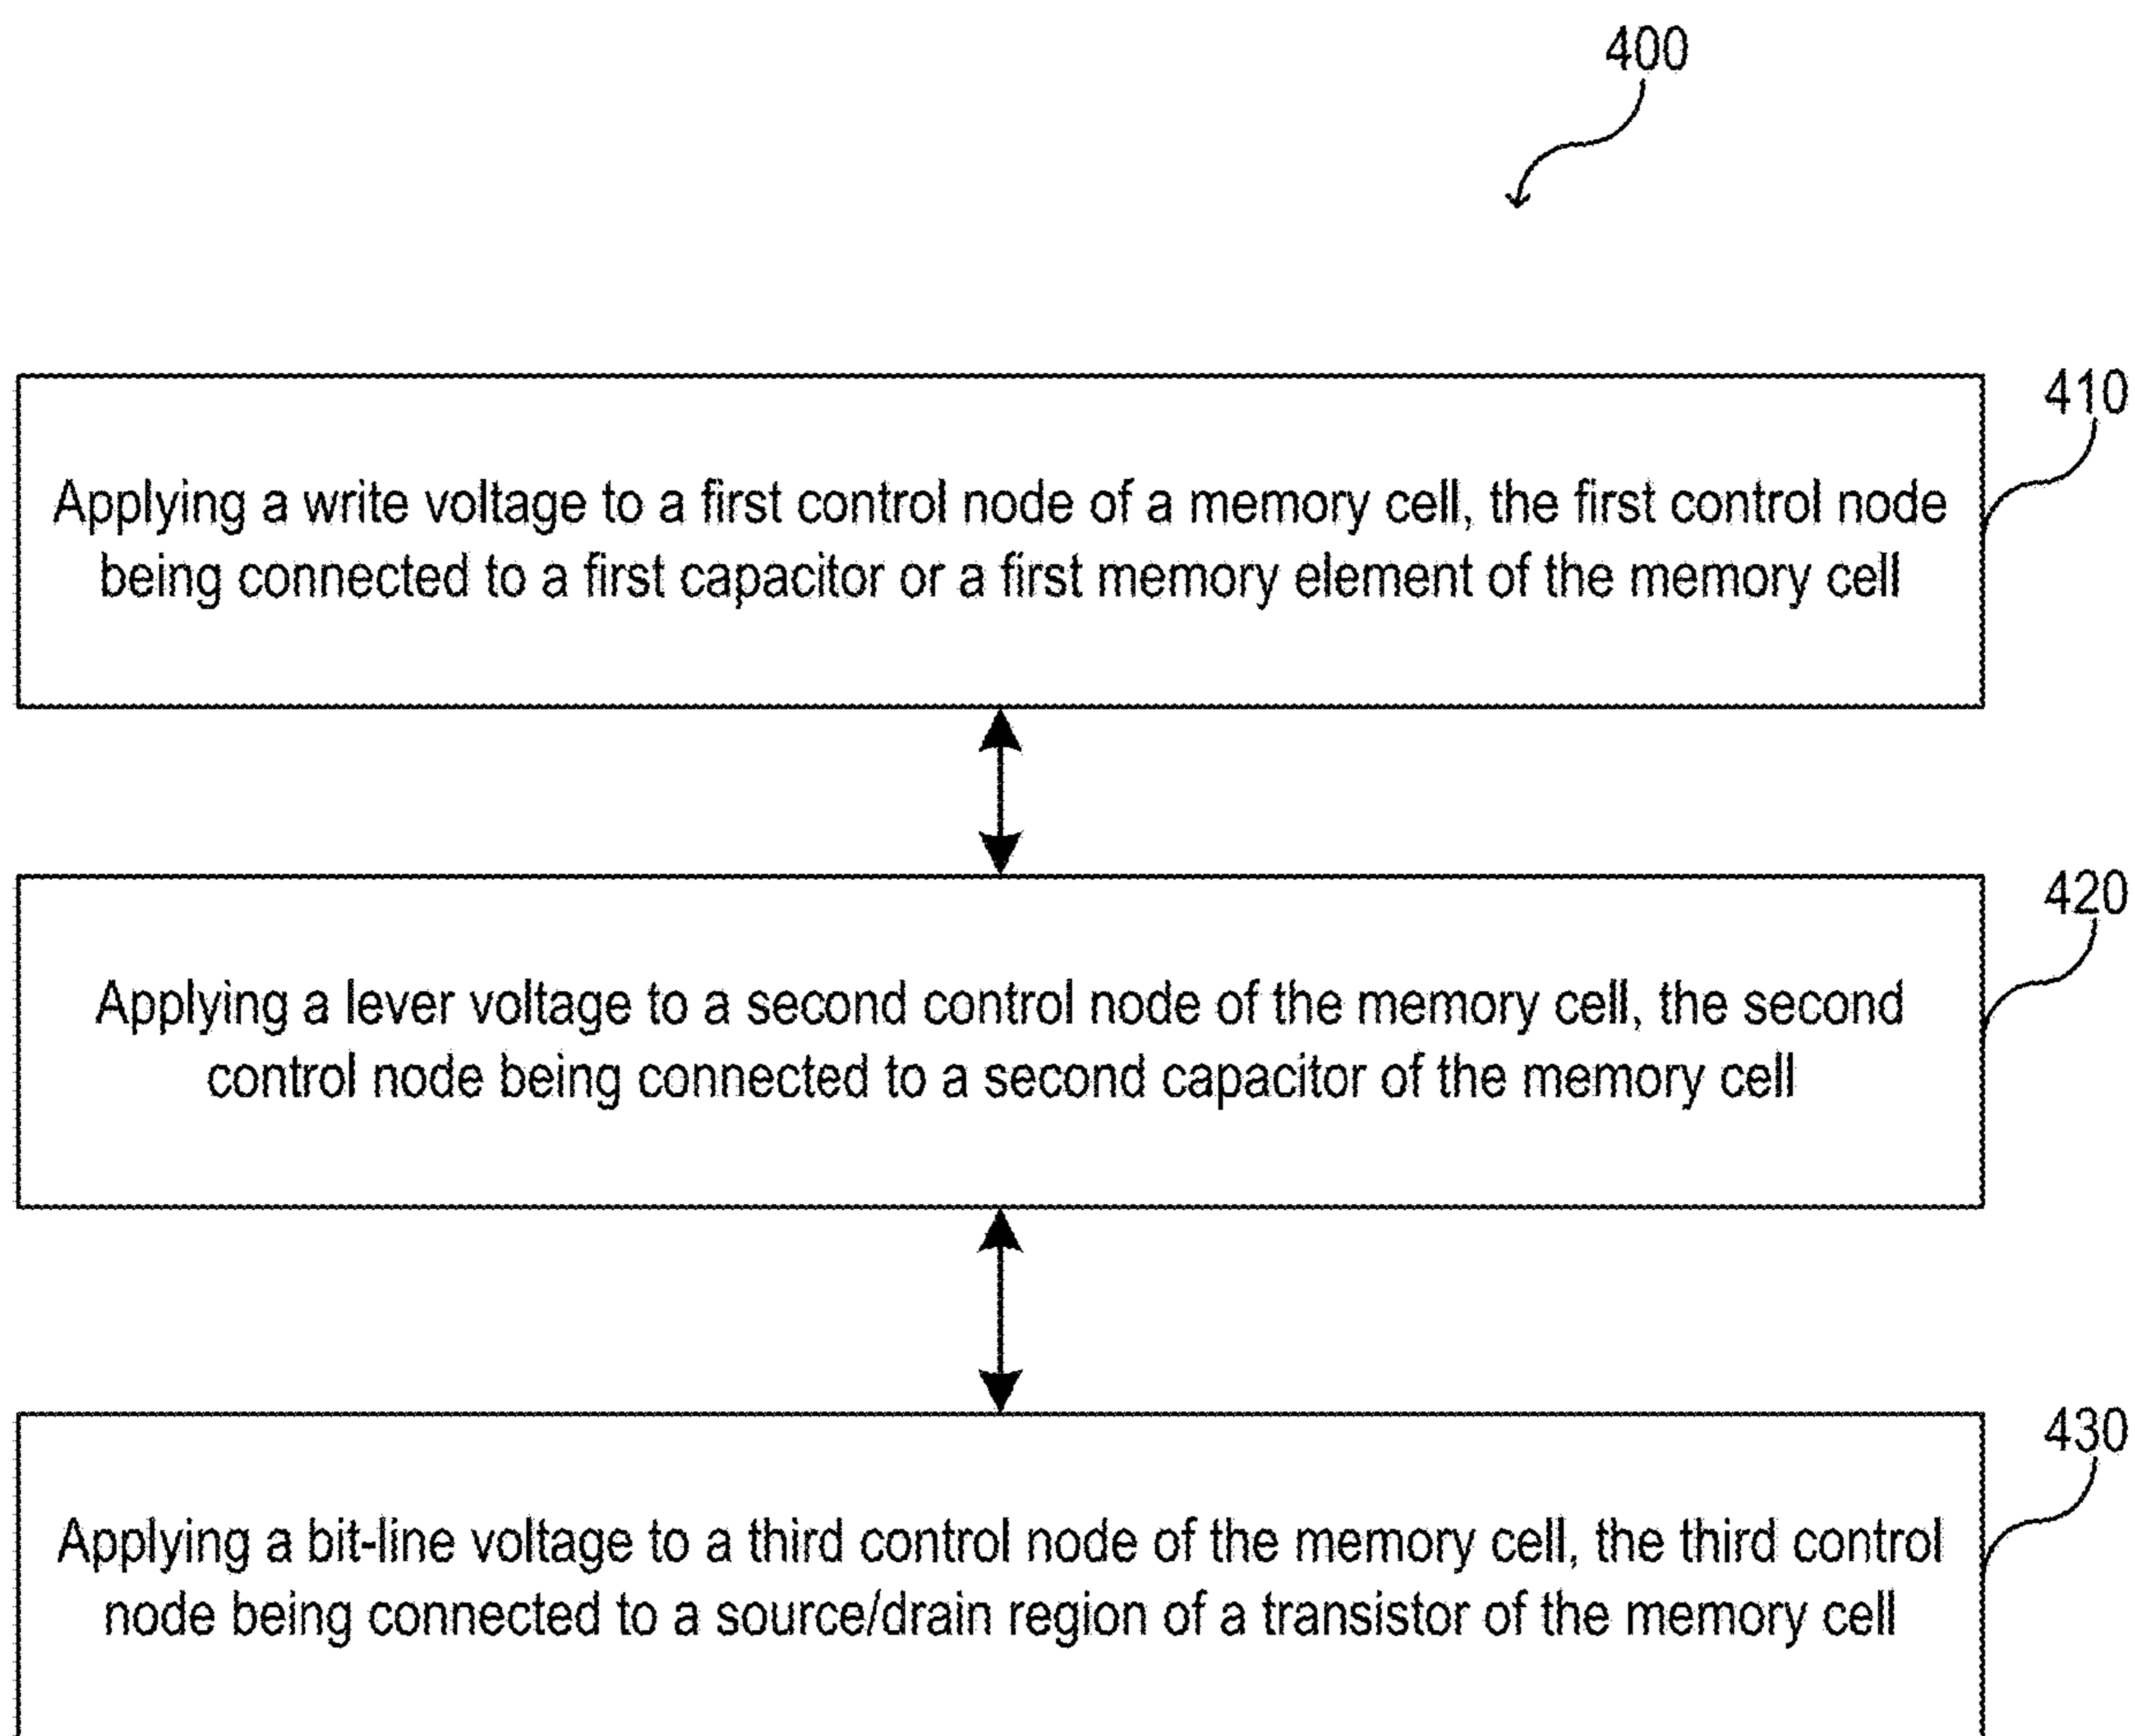 400
410
Applying a write voltage to a first control node of a memory cell, the first control node
being connected to a first capacitor or a first memory element of the memory cell
420
Applying a lever voltage to a second control node of the memory cell, the second
control node being connected to a second capacitor of the memory cell
430
Applying a bit-line voltage to a third control node of the memory cell, the third control
node being connected to a source/drain region of a transistor of the memory cell